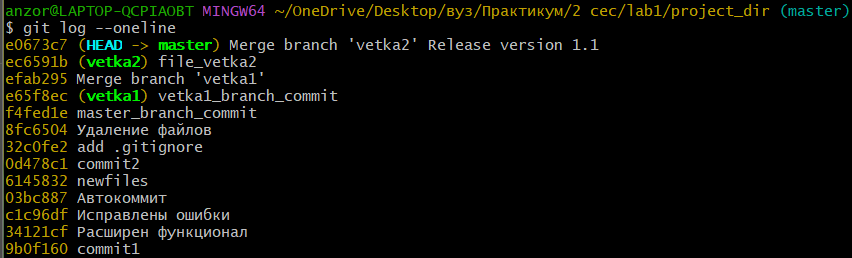 anzor@LAPTOP-QCPIAOBT MINGW64 ~/OneDrive/Desktop/вуз/Практикум/2 сес/lab1/project_dir (master)
$ git log --oneline
e0673c7 (HEAD -> master) Merge branch 'vetka2' Release version 1.1
ec6591b (vetka2) file_vetka2
efab295 Merge branch 'vetka1'
e65f8ec (vetka1) vetka1_branch_commit
f4fed1e master_branch_commit
8fc6504 Удаление файлов
32c0fe2 add .gitignore
0d478c1 commit2
6145832 newfiles
03bc887 Автокоммит
c1c96df Исправлены ошибки
34121cf Расширен функционал
9b0f160 commit1